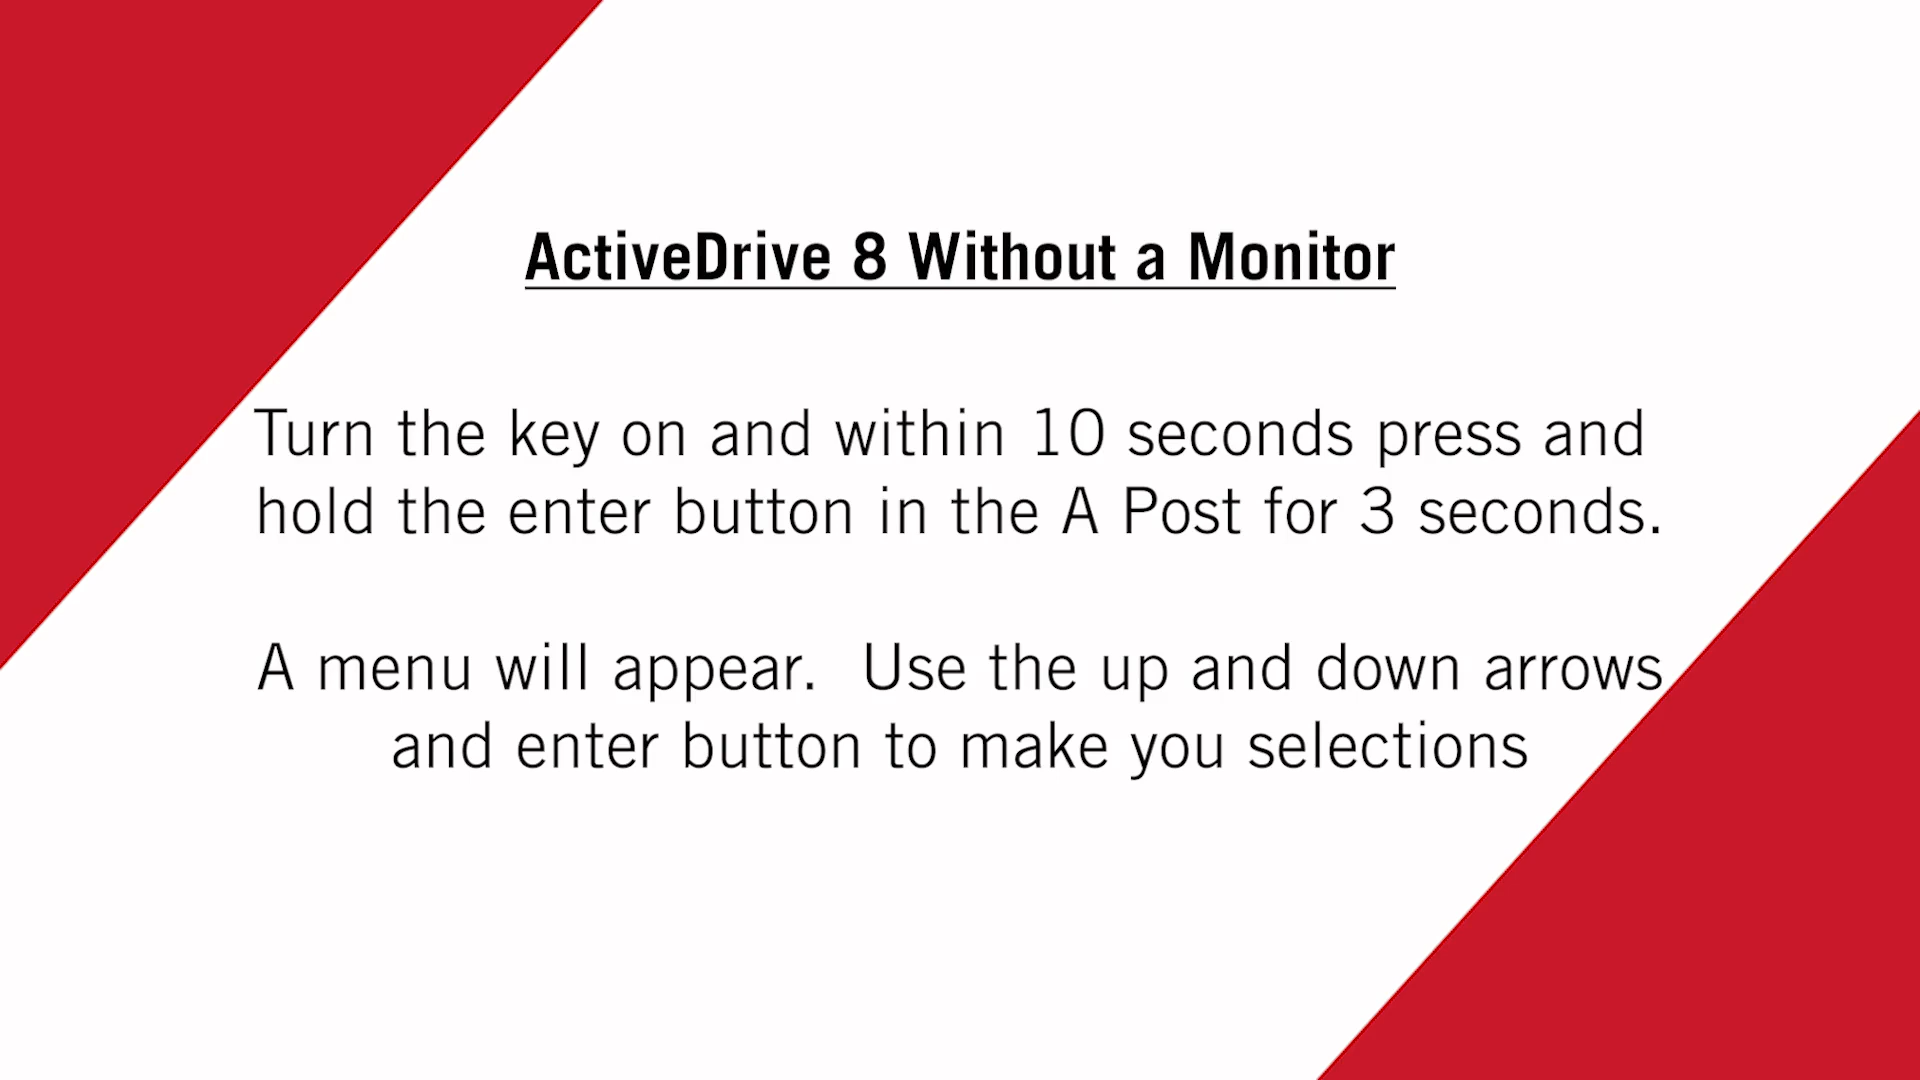 ActiveDrive 8 Without a Monitor
Turn the key on and within 10 seconds press and
hold the enter button in the A Post for 3 seconds.
A menu will appear.  Use the up and down arrows
and enter button to make you selections